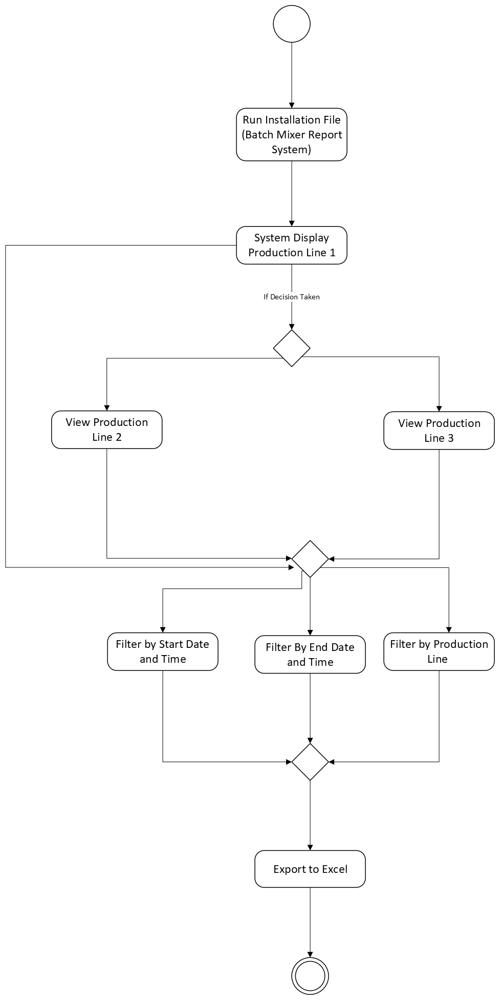 Run Installation File
(Batch Mixer Report
System)
System Display
Production Line 1
If Decision Taken
View Production
Line 2
View Production
Line 3
Filter by Start Date
and Time
Filter By End Date
and Time
Filter by Production
Line
Export to Excel